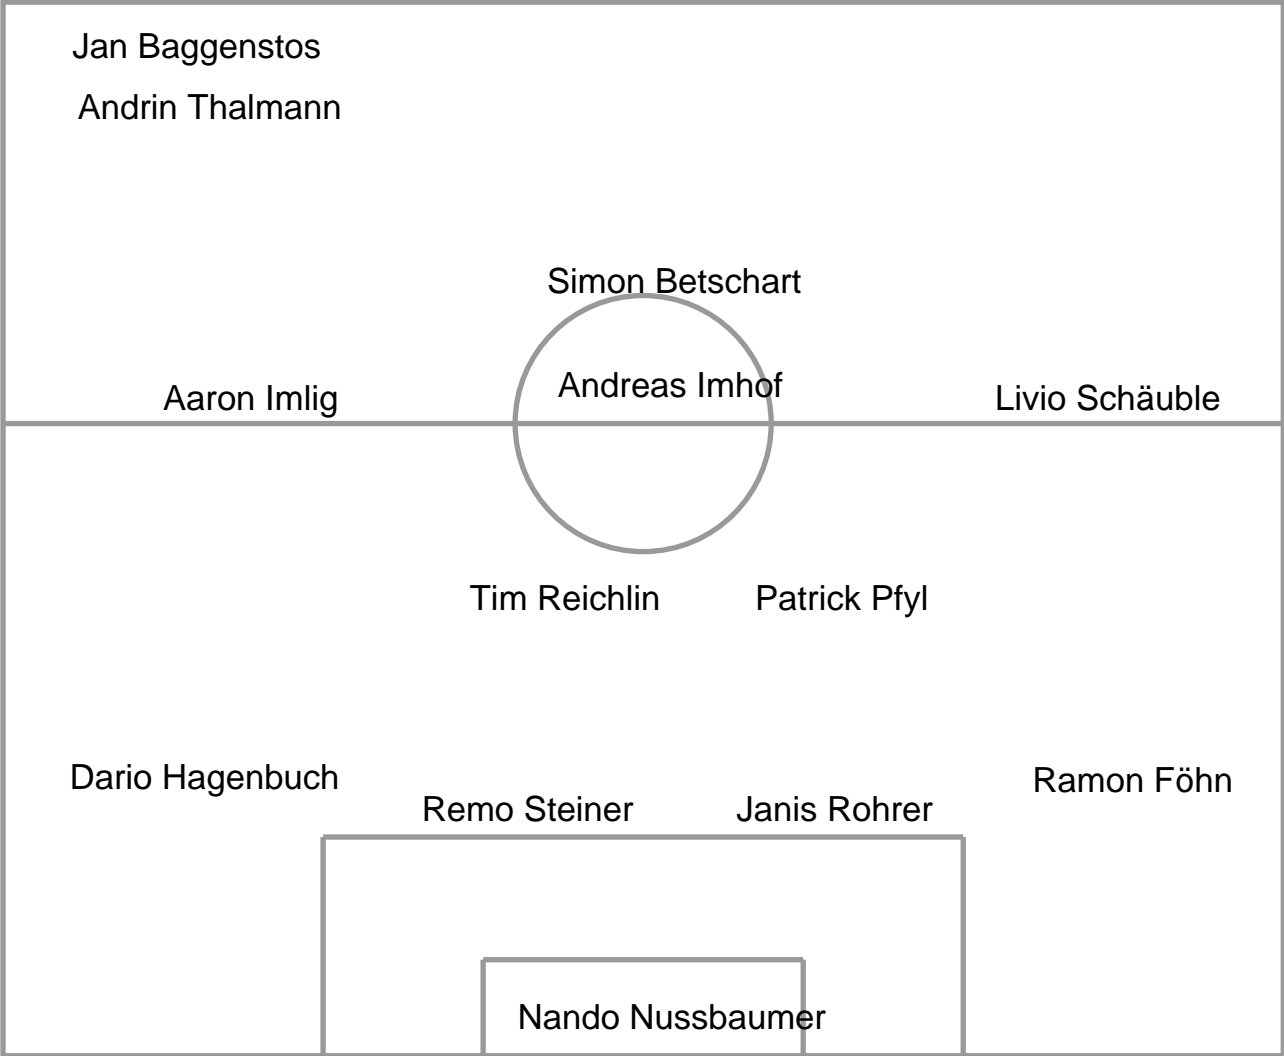 Jan Baggenstos
Andrin Thalmann
Simon Betschart
Andreas Imhof
Aaron Imlig
Livio Schäuble
Tim Reichlin
Patrick Pfyl
Dario Hagenbuch
Ramon Föhn
Remo Steiner
Janis Rohrer
Nando Nussbaumer